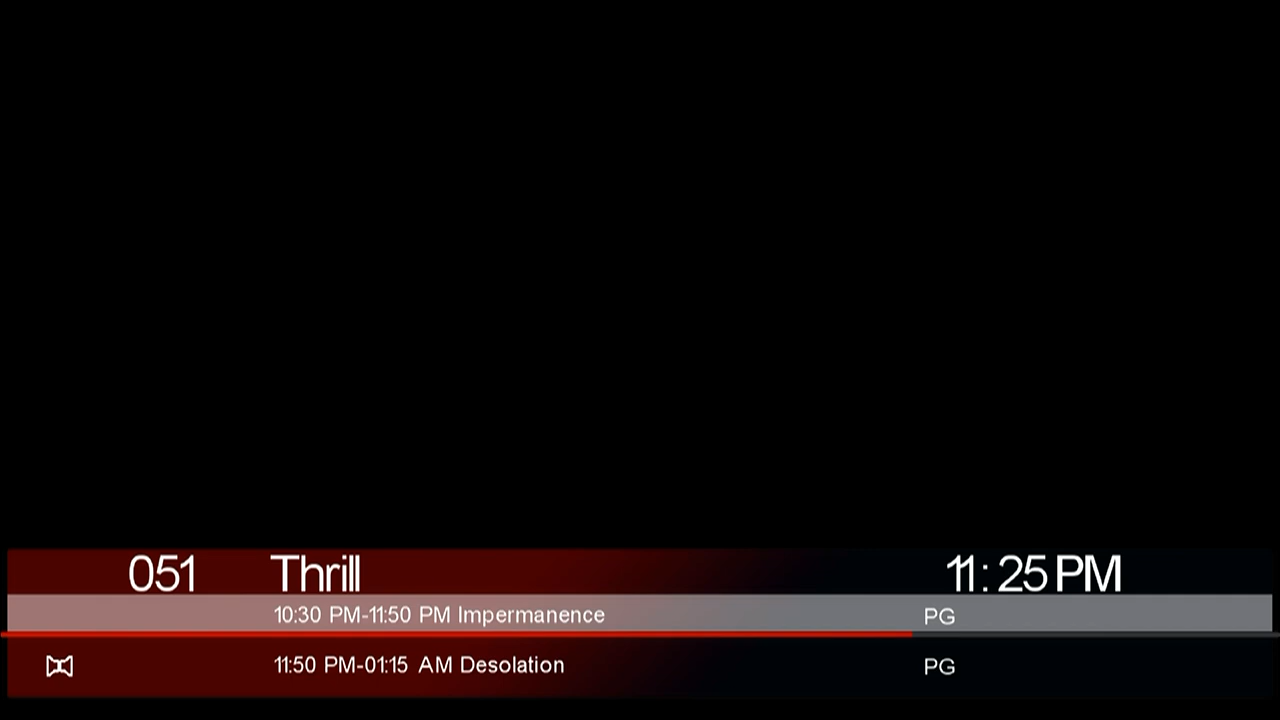 051 Thrill 11:25 PM
10:30 PM-11:50 PM Impermanence PG
11:50 PM-01:15 AM Desolation PG